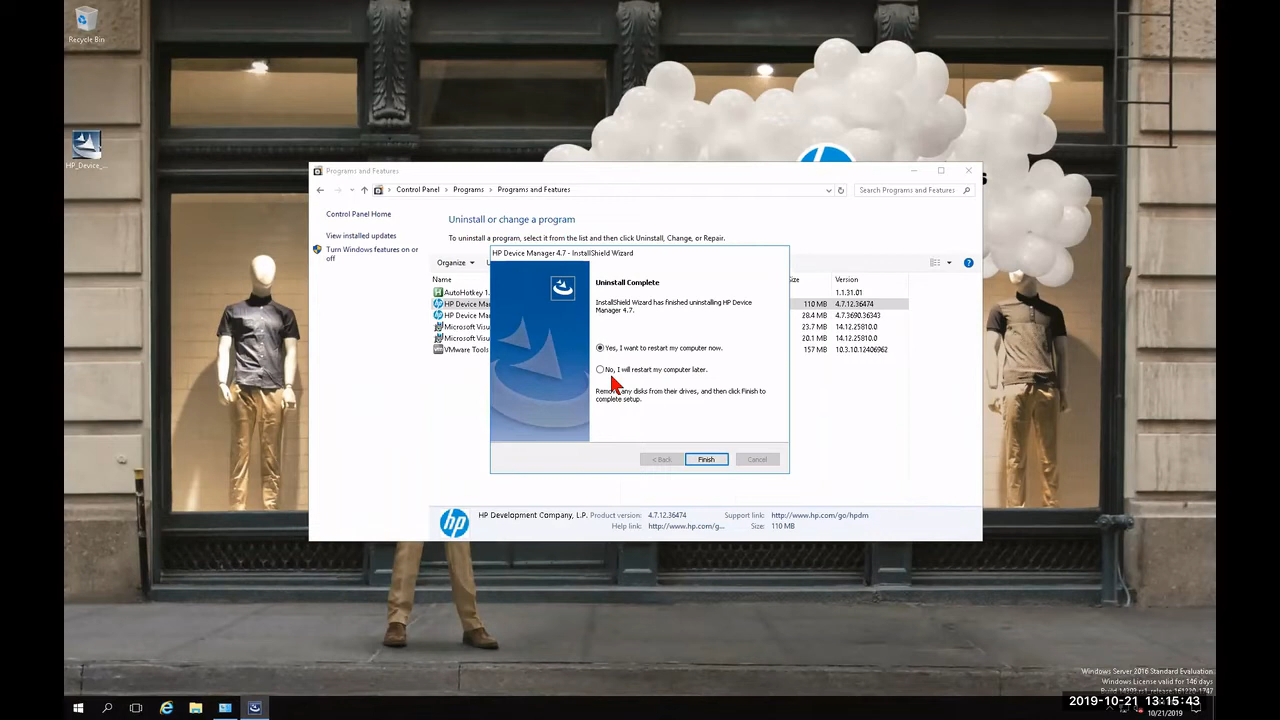 Recycle Bin
HP_Device_...
Programs and Features
Control Panel
Programs
Programs and Features
Search Programs and Features
Control Panel Home
View installed updates
Turn Windows features on or
off
Uninstall or change a program
To uninstall a program, select it from the list and then click Uninstall, Change, or Repair.
Organize
Name
Size
Version
AutoHotkey 1.
1.1.31.01
HP Device Ma
110 MB
4.7.12.36474
HP Device Ma
28.4 MB
4.7.3690.36343
Microsoft Visu
23.7 MB
14.12.25810.0
Microsoft Visu
20.1 MB
14.12.25810.0
VMware Tools
157 MB
10.3.10.12406962
HP Device Manager 4.7 - InstallShield Wizard
Uninstall Complete
InstallShield Wizard has finished uninstalling HP Device
Manager 4.7.
Yes, I want to restart my computer now.
No, I will restart my computer later.
any disks from their drives, and then click Finish to
complete setup.
< Back
Finish
Cancel
hp
HP Development Company, L.P.
Product version: 4.7.12.36474
Support link: http://www.hp.com/go/hpdm
Help link: http://www.hp.com/g...
Size: 110 MB
Windows Server 2016 Standard Evaluation
Windows License valid for 146 days
2019-10-21 13:15:43
10/21/2019